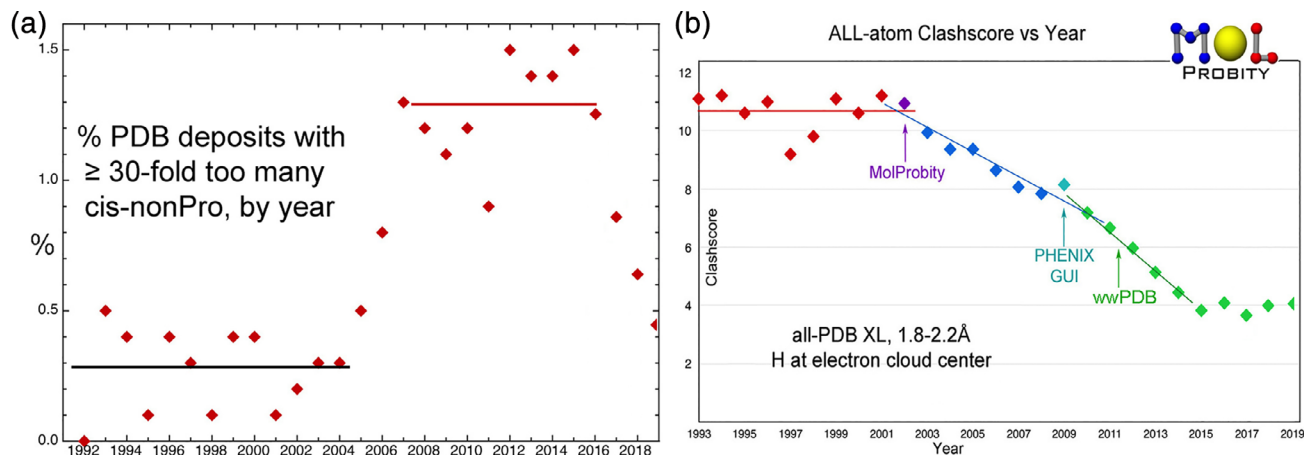 (a)
1.5
1.0
0.5
0.0
%
% PDB deposits with
≥ 30-fold too many
cis-nonPro, by year
1992 1994 1996 1998 2000 2002 2004 2006 2008 2010 2012 2014 2016 2018
(b)
ALL-atom Clashscore vs Year
MOL
PROBITY
12
10
8
6
4
2
Clashscore
MolProbity
PHENIX
GUI
wwPDB
all-PDB XL, 1.8-2.2Å
H at electron cloud center
1993 1995 1997 1999 2001 2003 2005 2007 2009 2011 2013 2015 2017 2019
Year